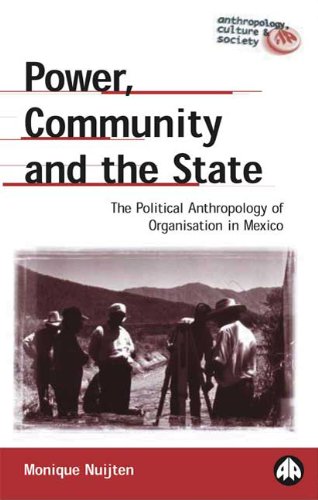 anthropology,
culture &
society
Power,
Community
and the State
The Political Anthropology of
Organisation in Mexico
Monique Nuijten